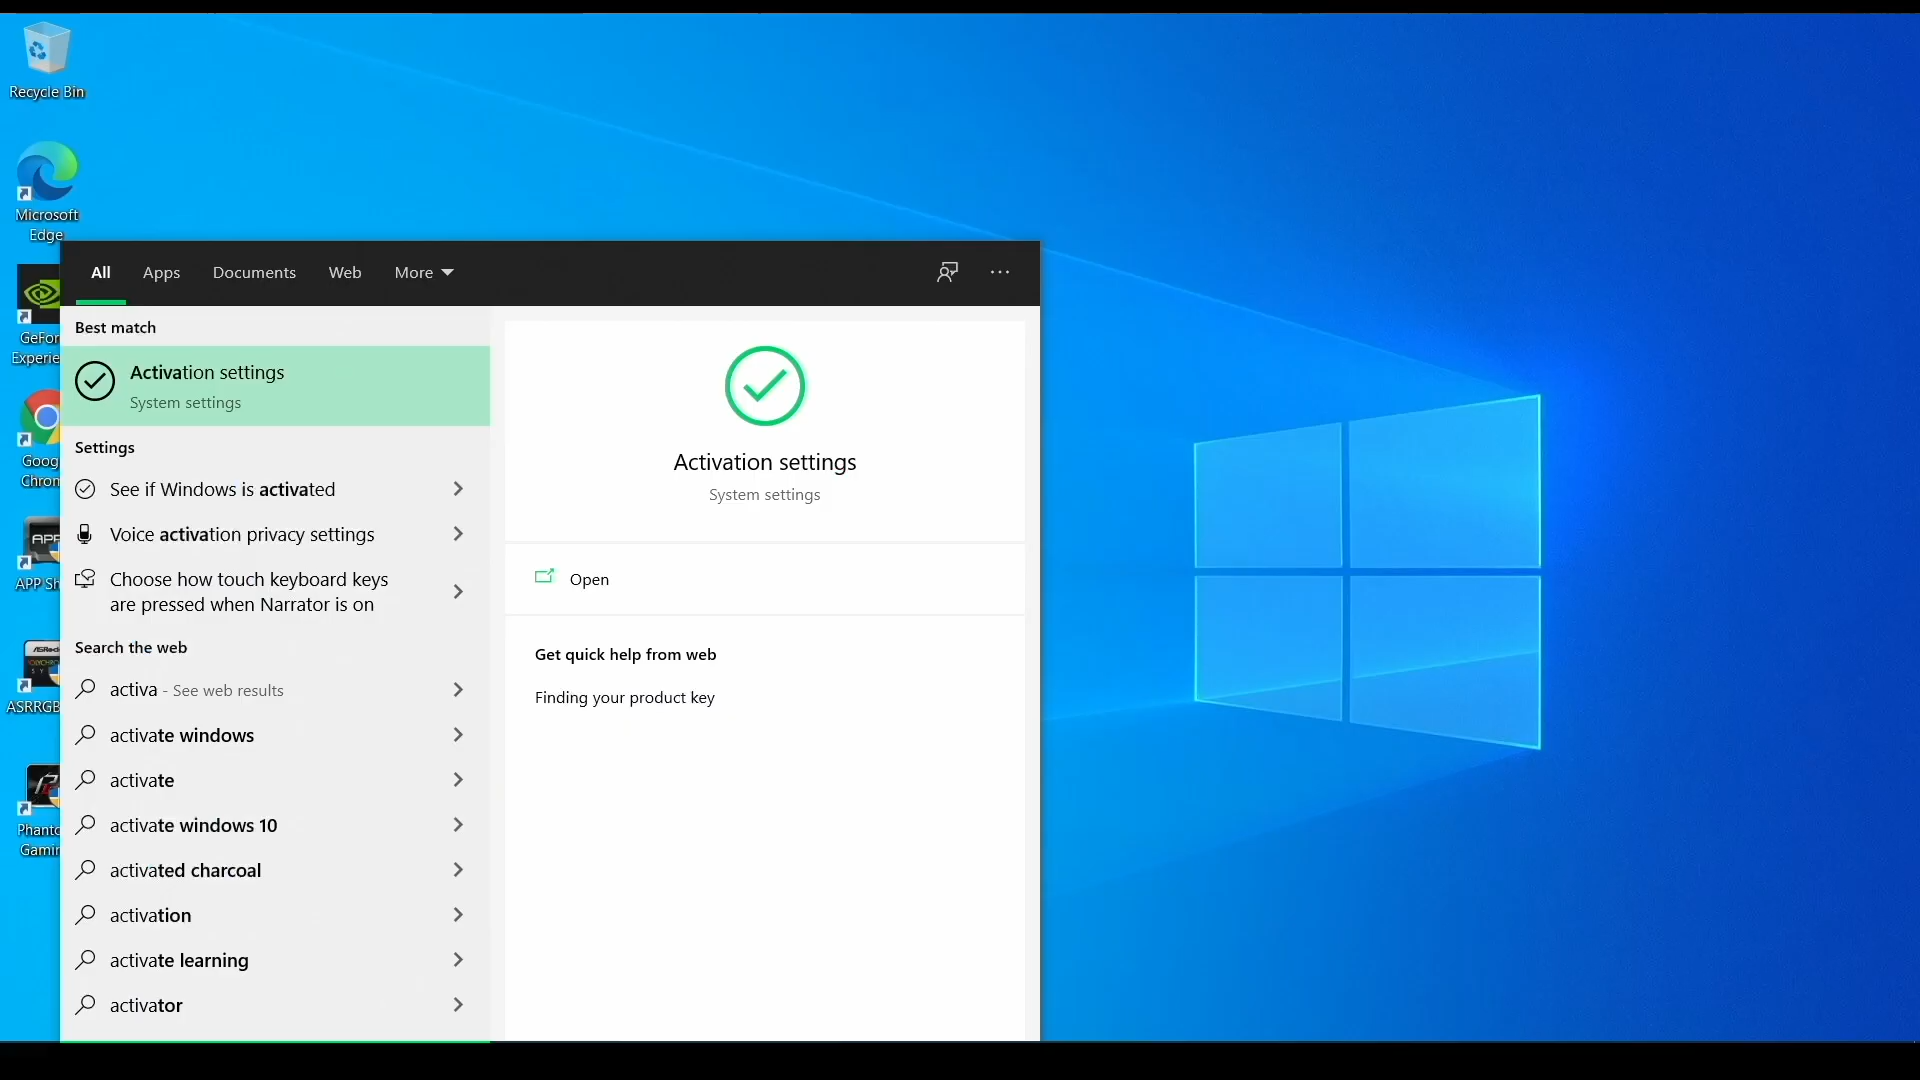 Recycle Bin
Microsoft
Edge
All Apps Documents Web More
Best match
Activation settings
System settings
Settings
See if Windows is activated
Voice activation privacy settings
Choose how touch keyboard keys
are pressed when Narrator is on
Search the web
activa - See web results
activate windows
activate
activate windows 10
activated charcoal
activation
activate learning
activator
Activation settings
System settings
Open
Get quick help from web
Finding your product key
GeFor
Experie
Goog
Chrom
APP Sh
ASRRGB
Phanto
Gamin